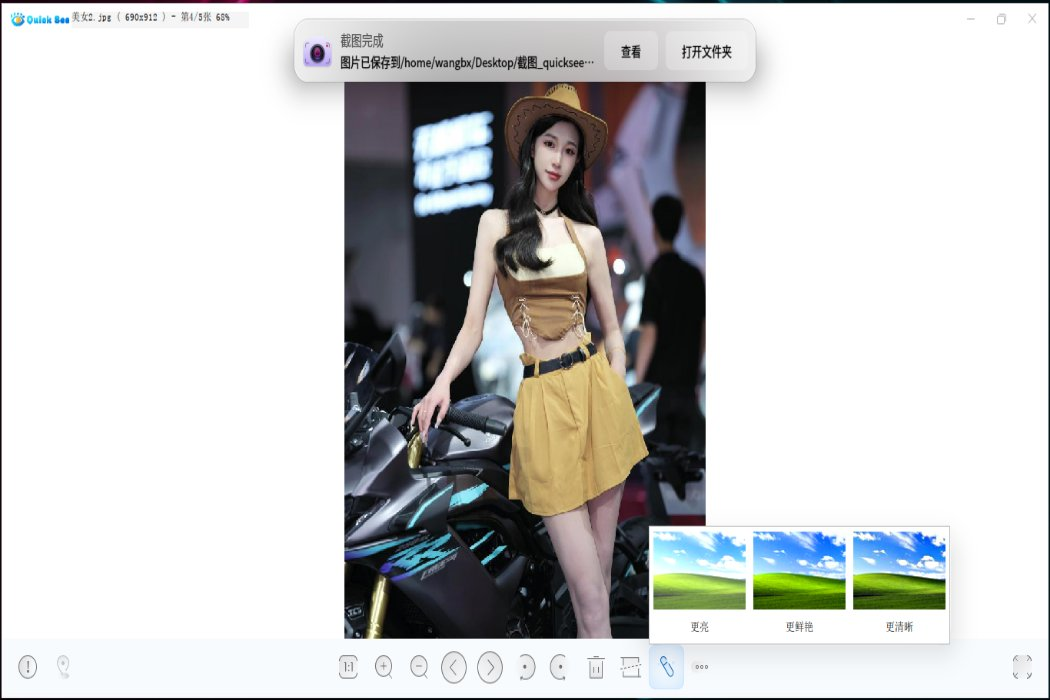 Quick See 美女2.jpg ( 690x912 ) - 第4/5张 68%
截图完成
图片已保存到/home/wangbx/Desktop/截图_quicksee…
查看
打开文件夹
更亮
更鲜艳
更清晰
1:1